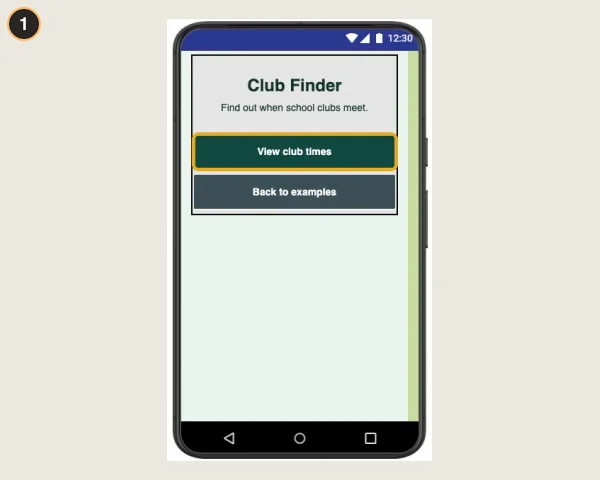 1
12:30
Club Finder
Find out when school clubs meet.
View club times
Back to examples